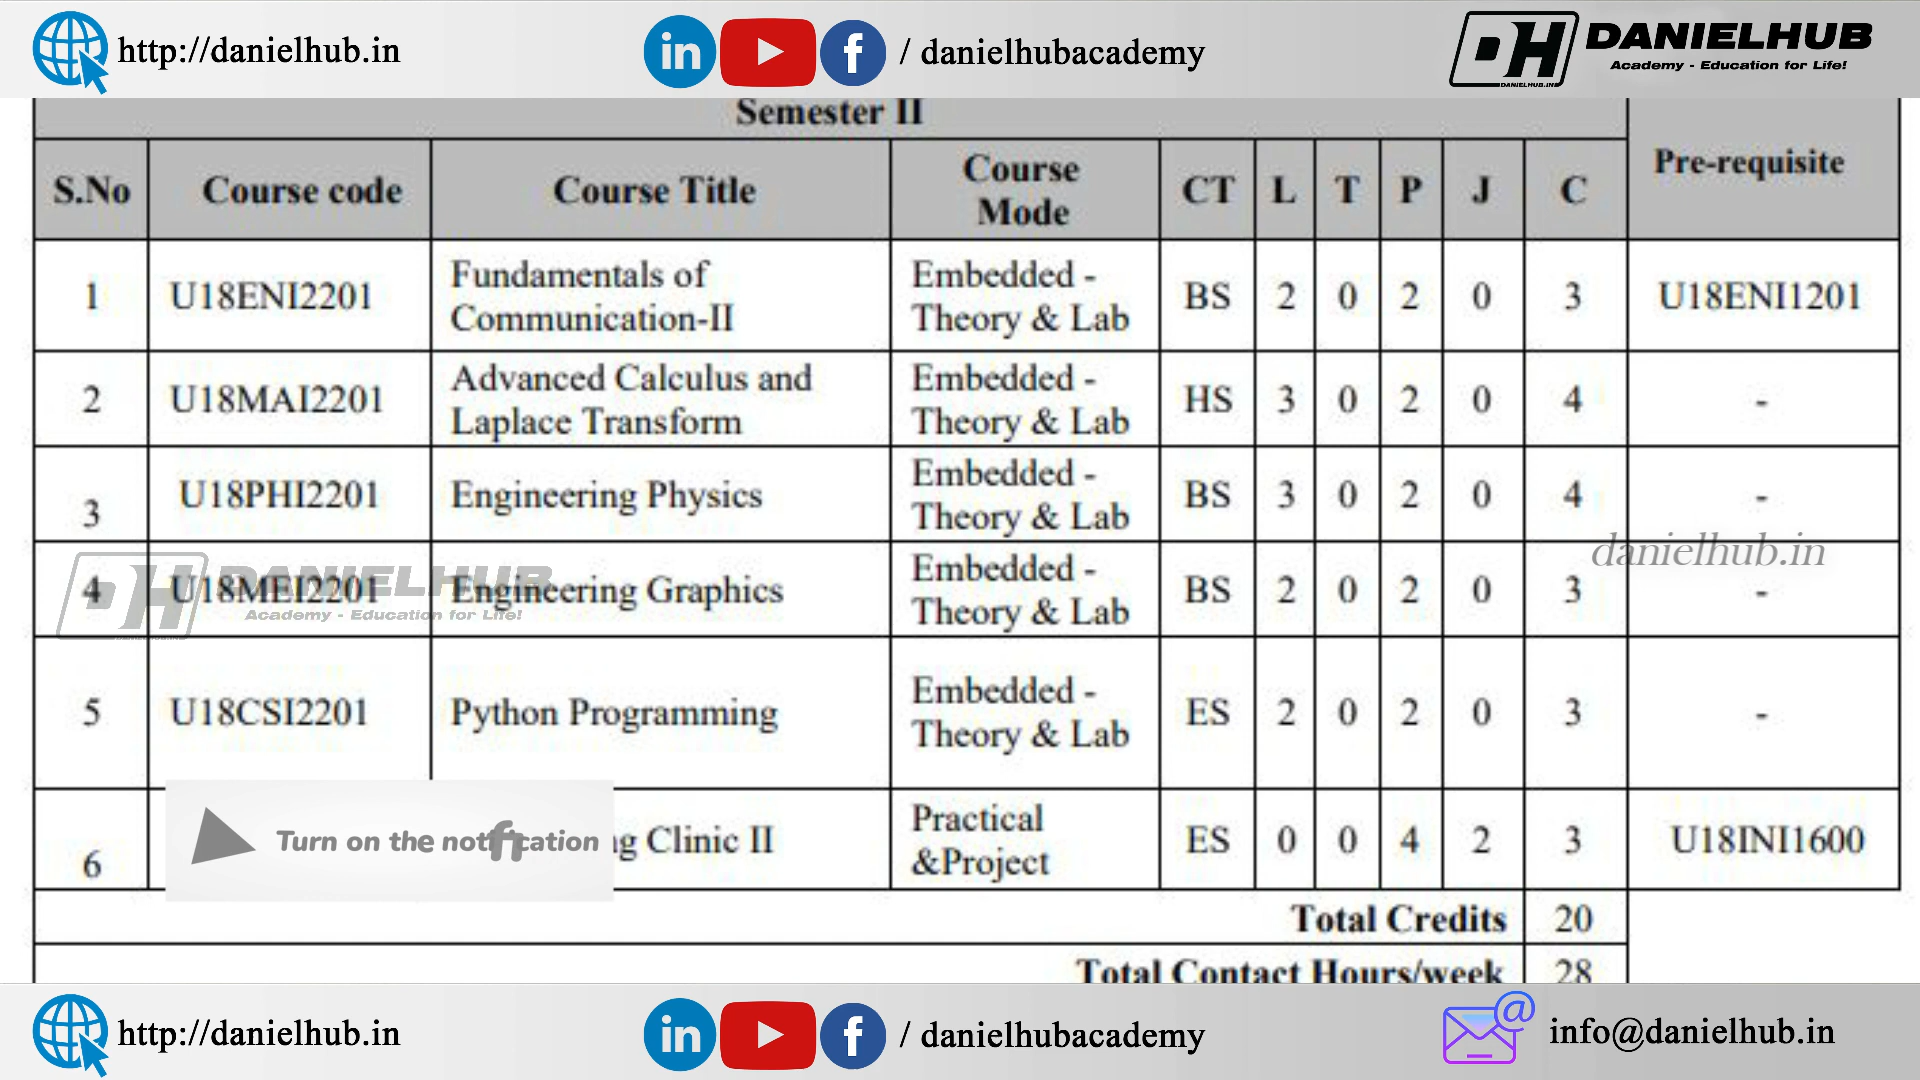 http://danielhub.in
in f / danielhubacademy
DH DANIELHUB
Academy - Education for Life!
DANIELHUB.IN
Semester II
Pre-requisite
S.No Course code Course Title Course Mode CT L T P J C
1 U18ENI2201 Fundamentals of Communication-II Embedded - Theory & Lab BS 2 0 2 0 3 U18ENI1201
2 U18MAI2201 Advanced Calculus and Laplace Transform Embedded - Theory & Lab HS 3 0 2 0 4 -
3 U18PHI2201 Engineering Physics Embedded - Theory & Lab BS 3 0 2 0 4 -
danielhub.in
4 U18MEI2201 Engineering Graphics Embedded - Theory & Lab BS 2 0 2 0 3 -
DH DANIELHUB
Academy - Education for Life!
5 U18CSI2201 Python Programming Embedded - Theory & Lab ES 2 0 2 0 3 -
Turn on the notification
6 Clinic II Practical &Project ES 0 0 4 2 3 U18INI1600
Total Credits 20
Total Contact Hours/week 28
http://danielhub.in
in f / danielhubacademy
@ info@danielhub.in